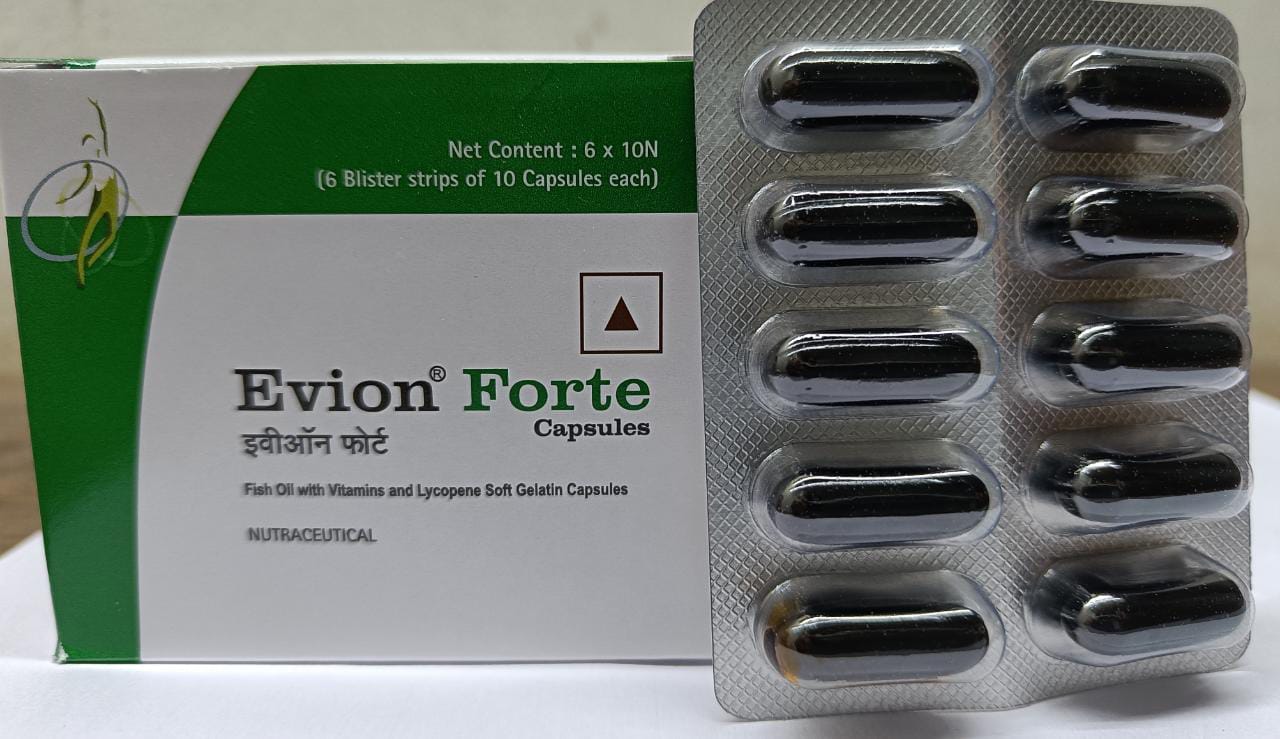 Net Content : 6 x 10N
(6 Blister strips of 10 Capsules each)
Evion® Forte
Capsules
इवीऑन फोर्ट
Fish Oil with Vitamins and Lycopene Soft Gelatin Capsules
NUTRACEUTICAL